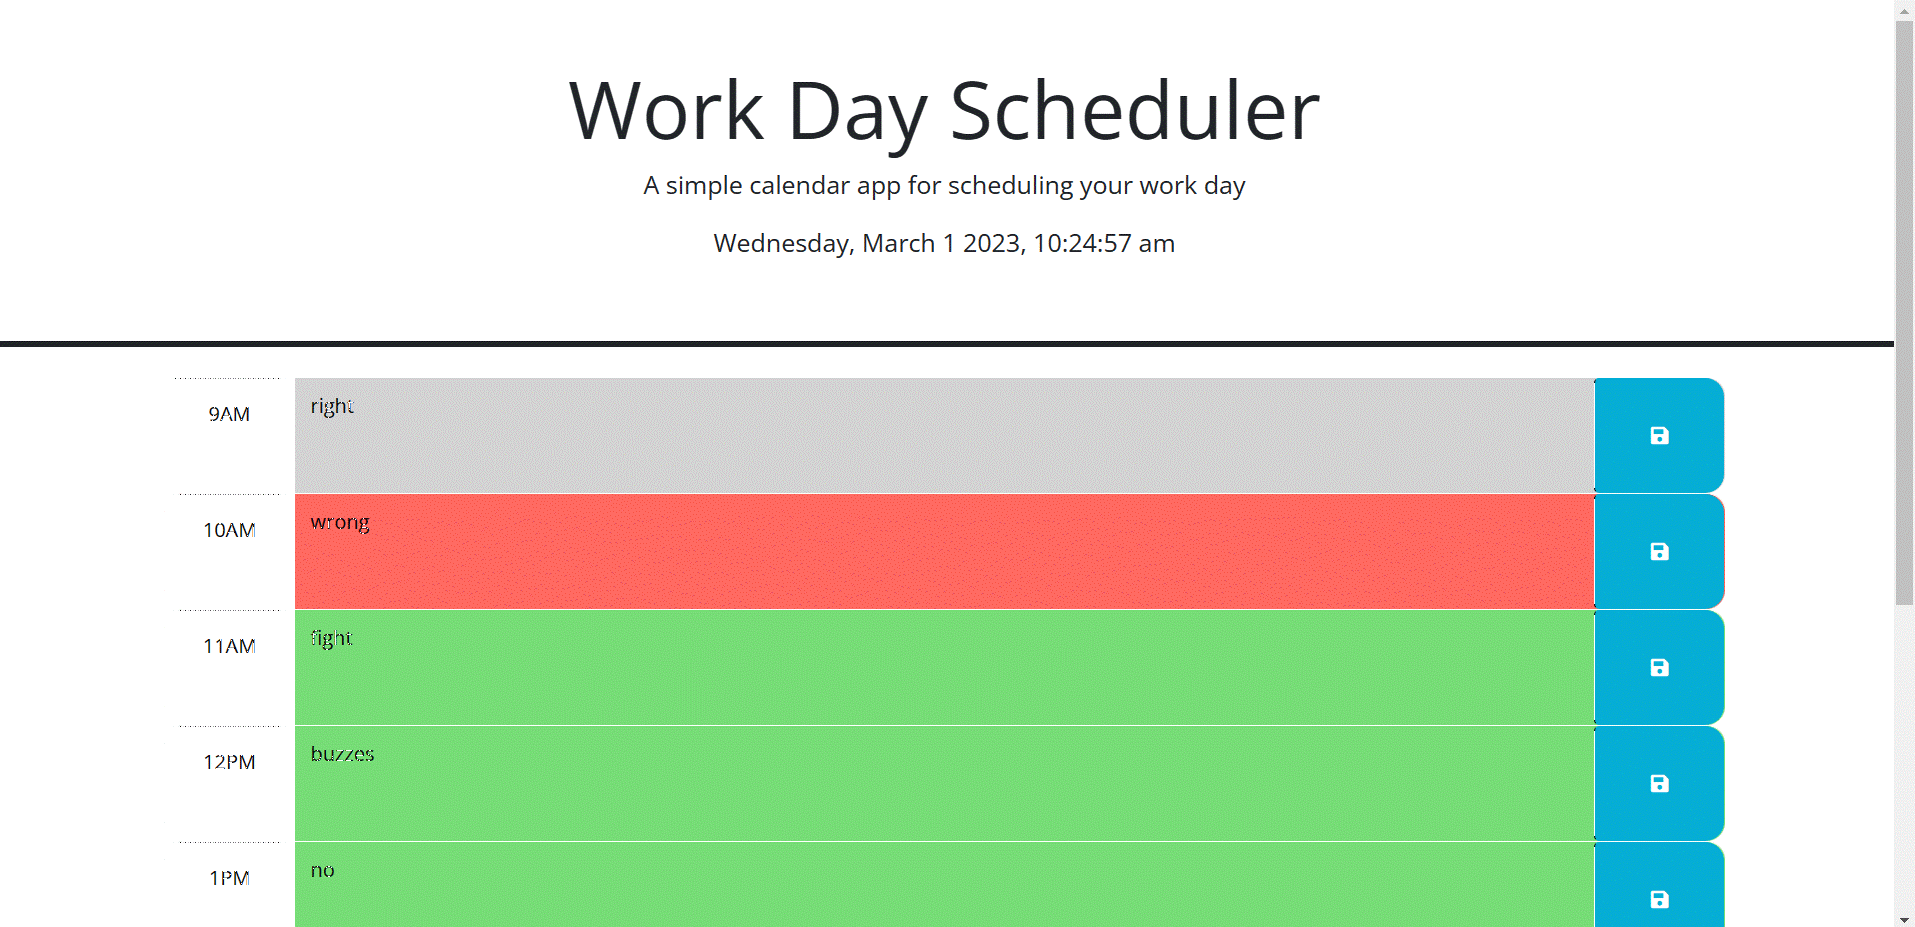 Work Day Scheduler
A simple calendar app for scheduling your work day
Wednesday, March 1 2023, 10:24:57 am
9AM
right
10AM
wrong
11AM
fight
12PM
buzzes
1PM
no